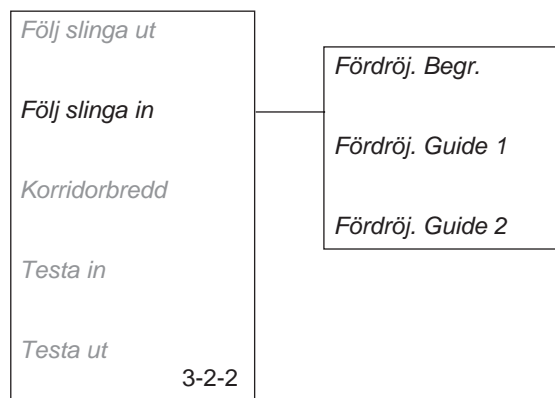 Följ slinga ut
Följ slinga in
Korridorbredd
Testa in
Testa ut
3-2-2
Fördröj. Begr.
Fördröj. Guide 1
Fördröj. Guide 2